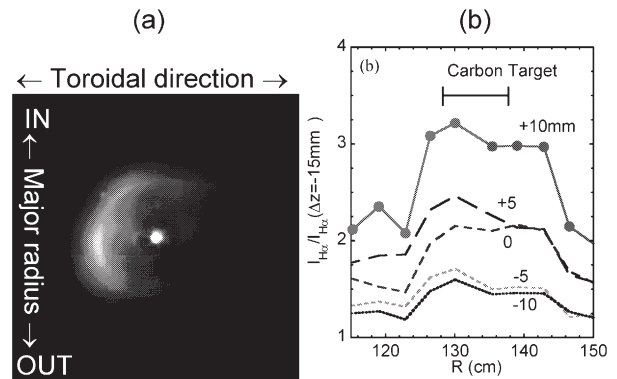 (a)
← Toroidal direction →
IN
← Major radius →
OUT
(b)
(b)
Carbon Target
+10mm
+5
0
-5
-10
I_Hα/I_Hα (Δz=-15mm)
4
3
2
1
120 130 140 150
R (cm)